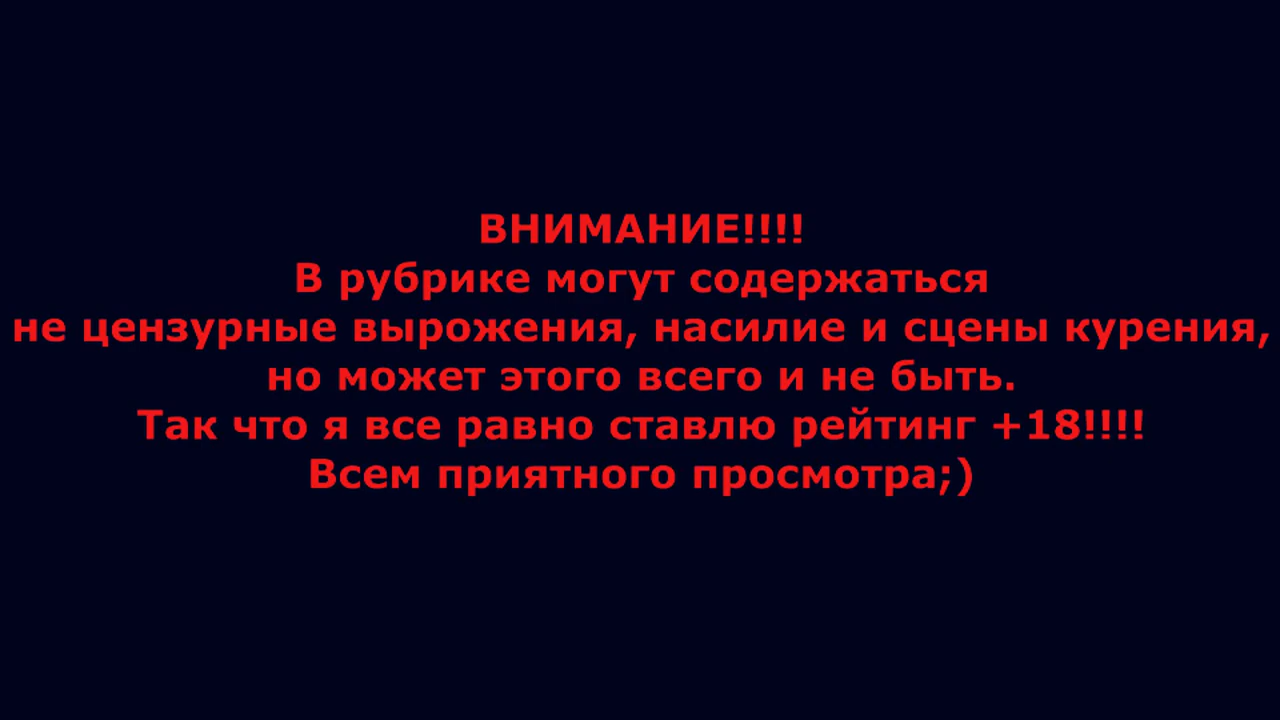 ВНИМАНИЕ!!!!
В рубрике могут содержаться
не цензурные вырожения, насилие и сцены курения,
но может этого всего и не быть.
Так что я все равно ставлю рейтинг +18!!!!
Всем приятного просмотра;)